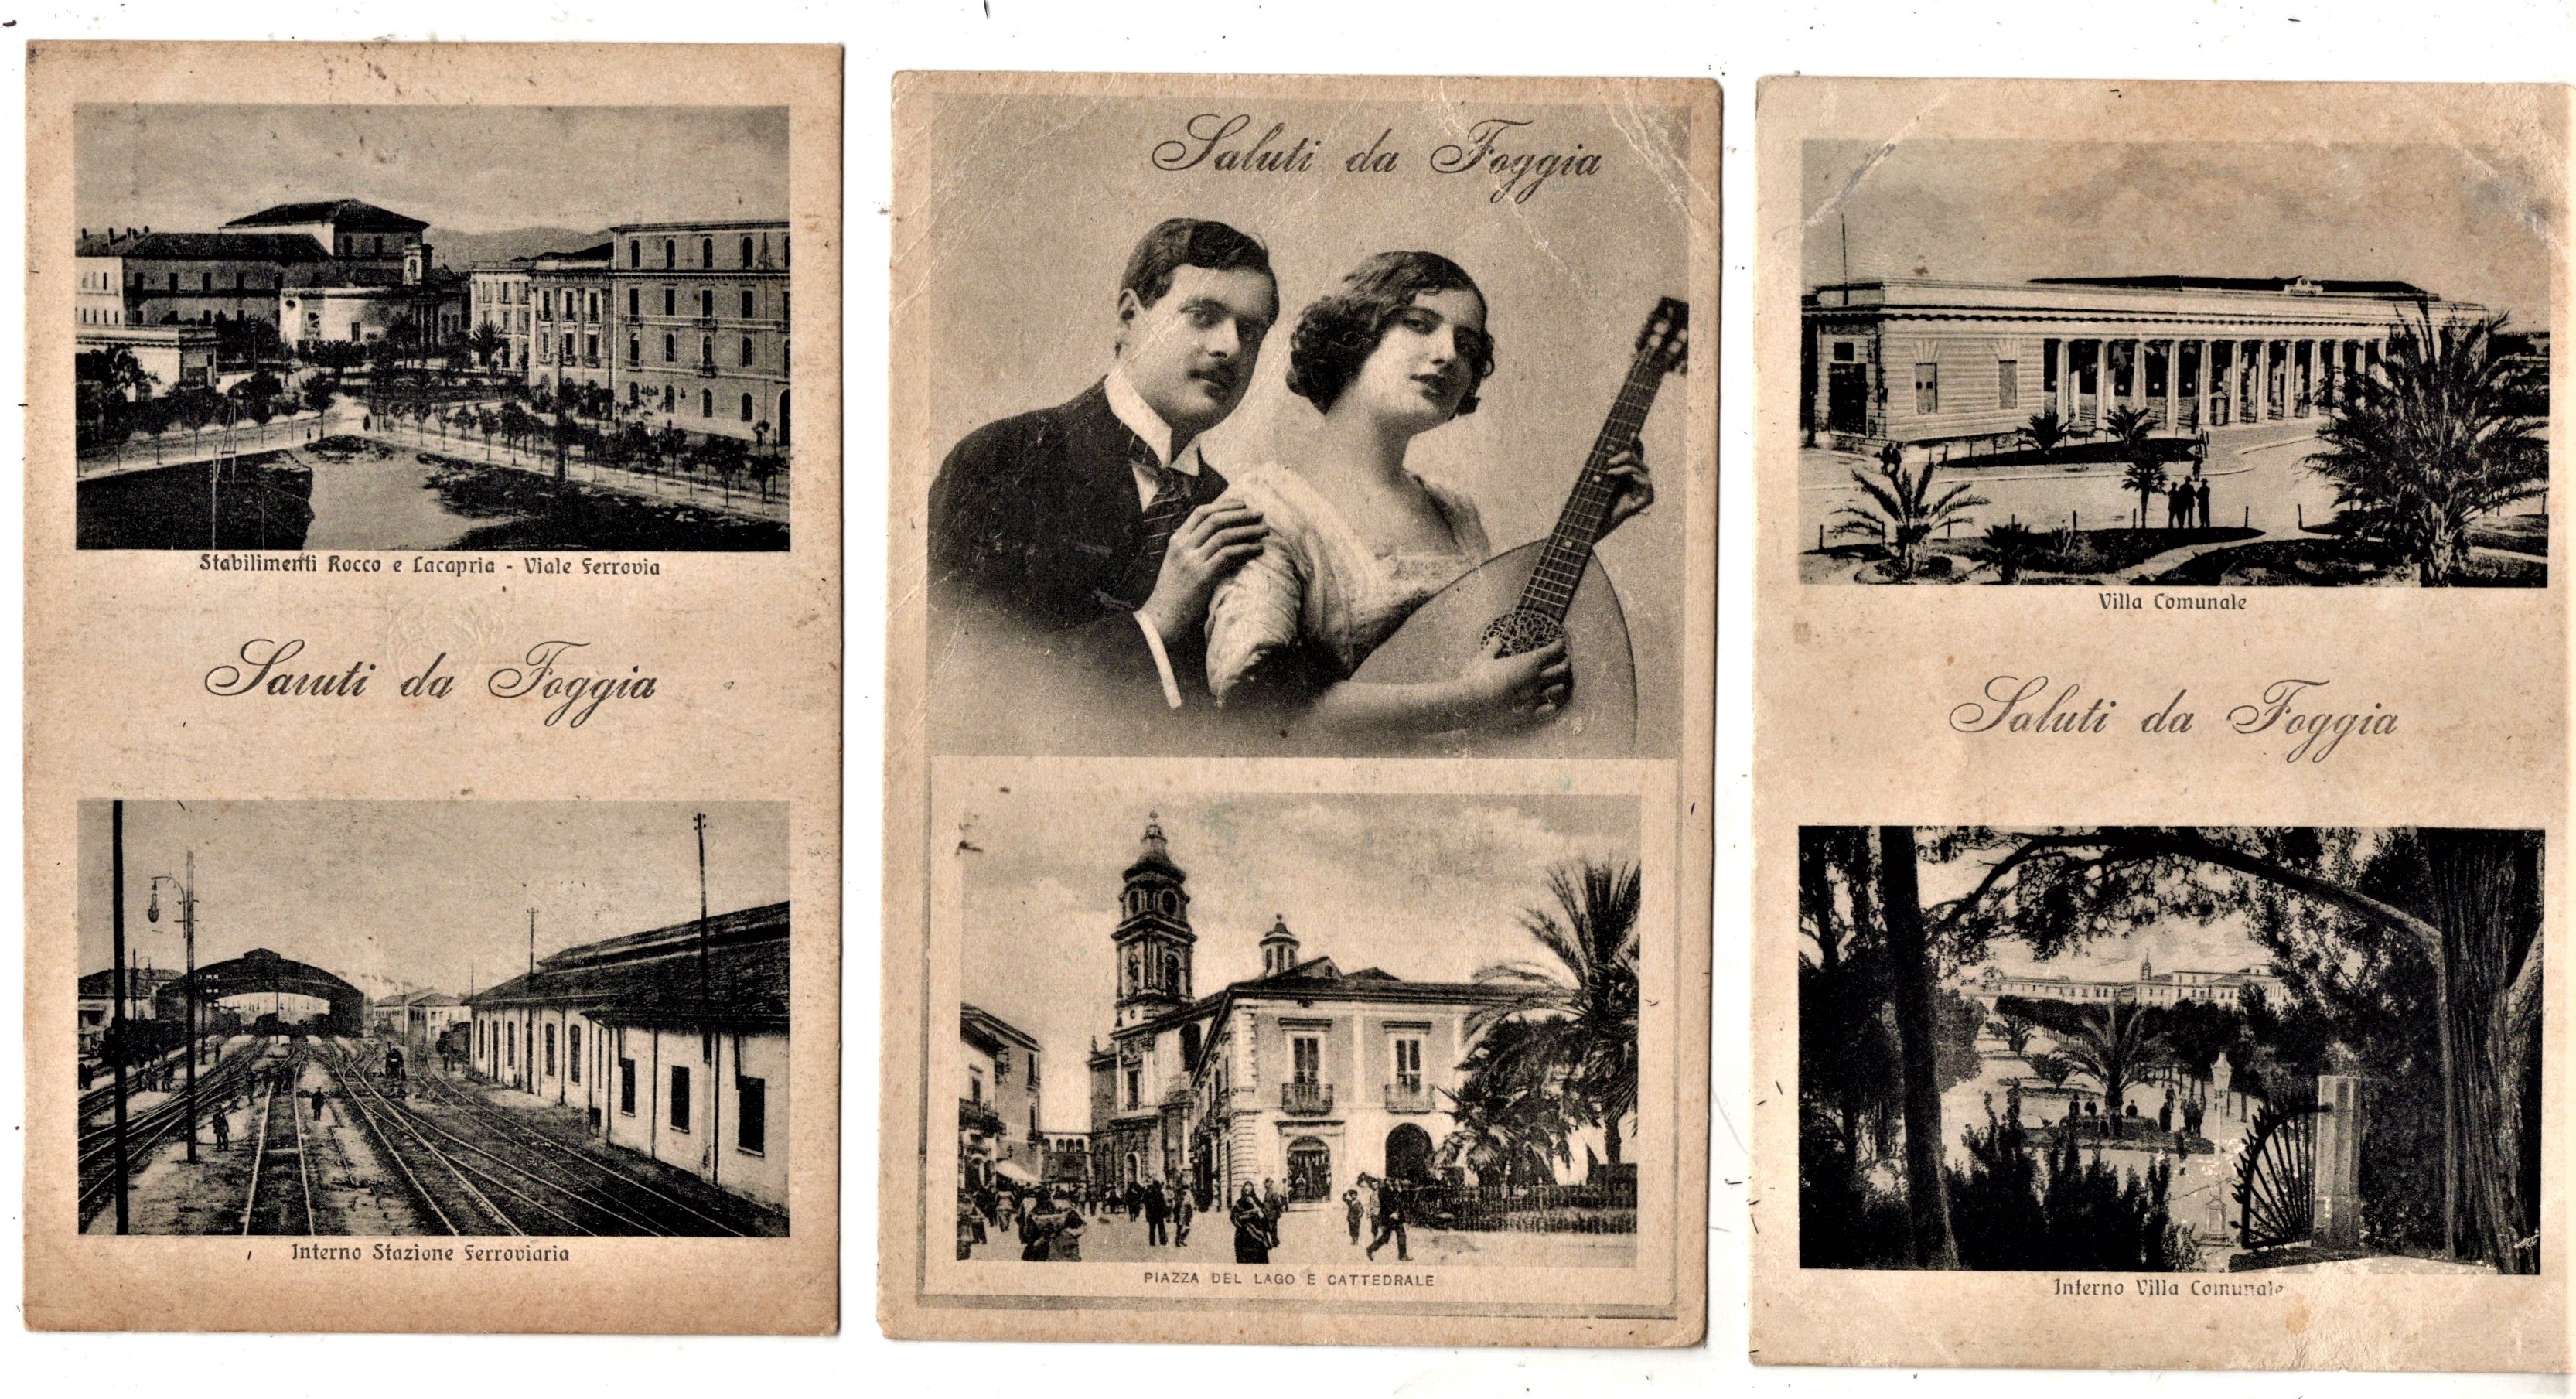 Stabilimenti Rocco e Lacapria - Viale Ferrovia
Saluti da Foggia
Interno Stazione Ferroviaria
Saluti da Foggia
PIAZZA DEL LAGO E CATTEDRALE
Villa Comunale
Saluti da Foggia
Interno Villa Comunale